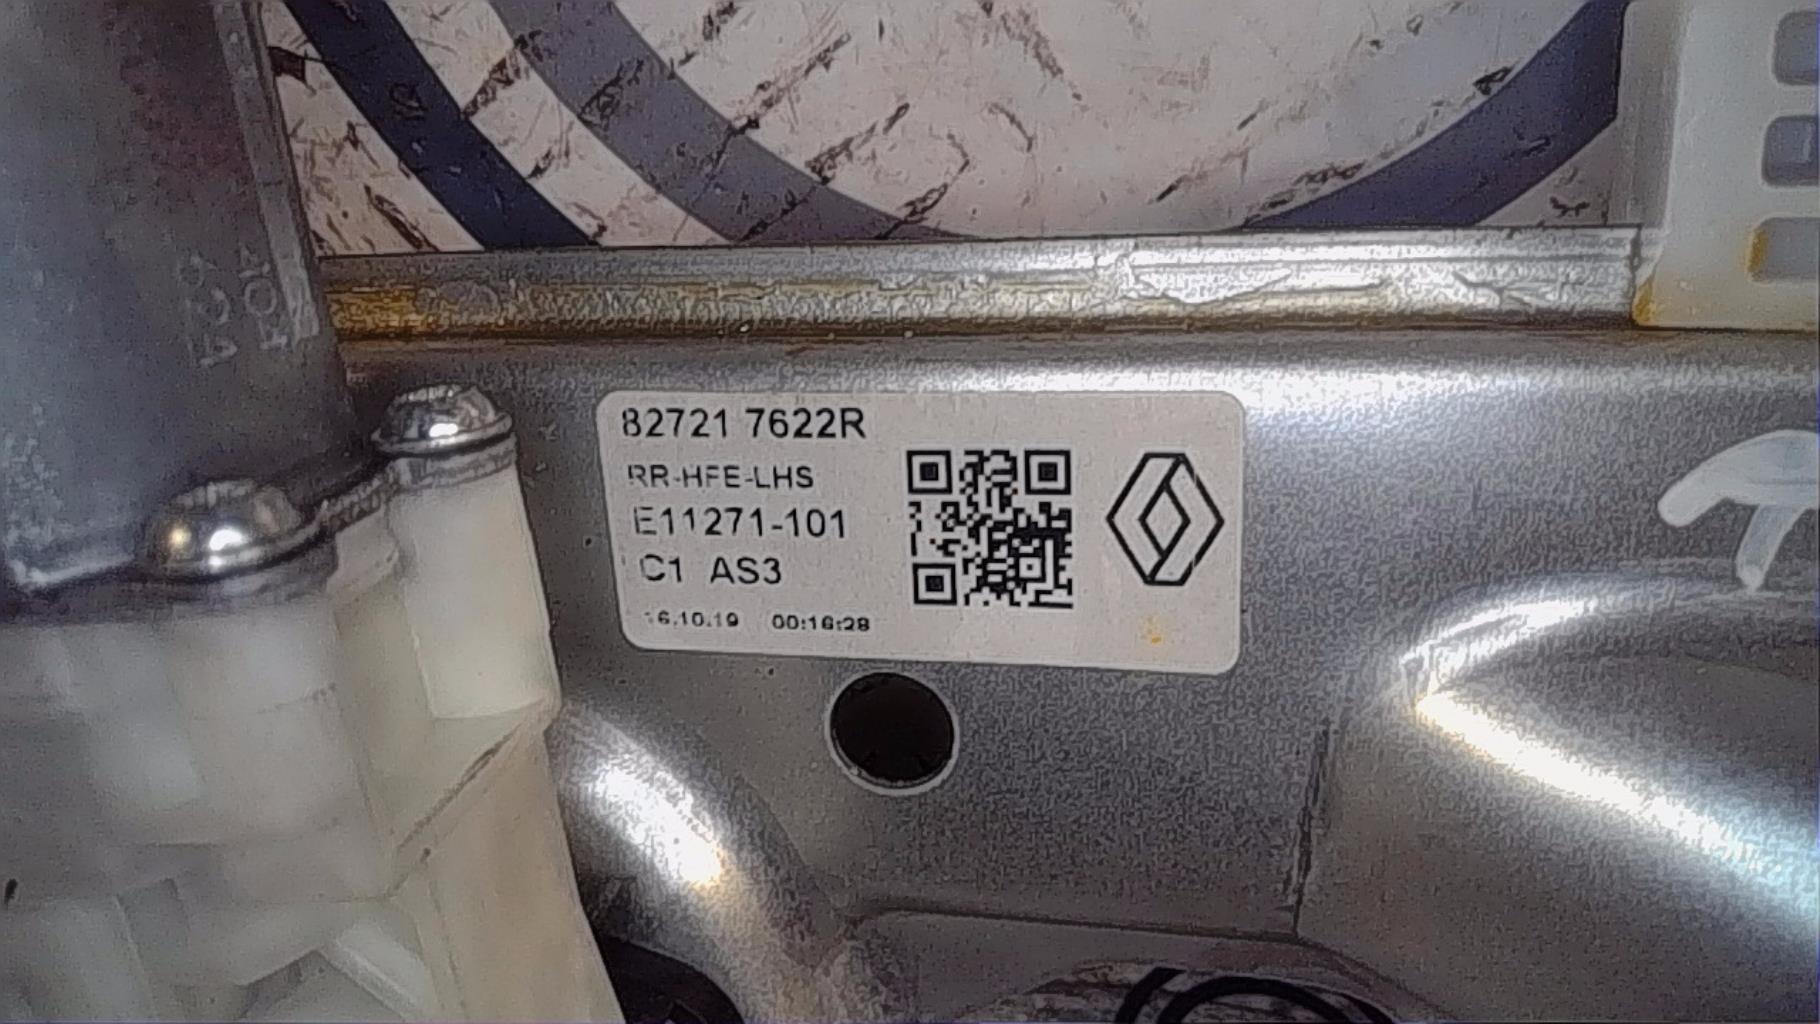 82721 7622R
RR-HFE-LHS
E11271-101
C1 AS3
16.10.19 00:16:28